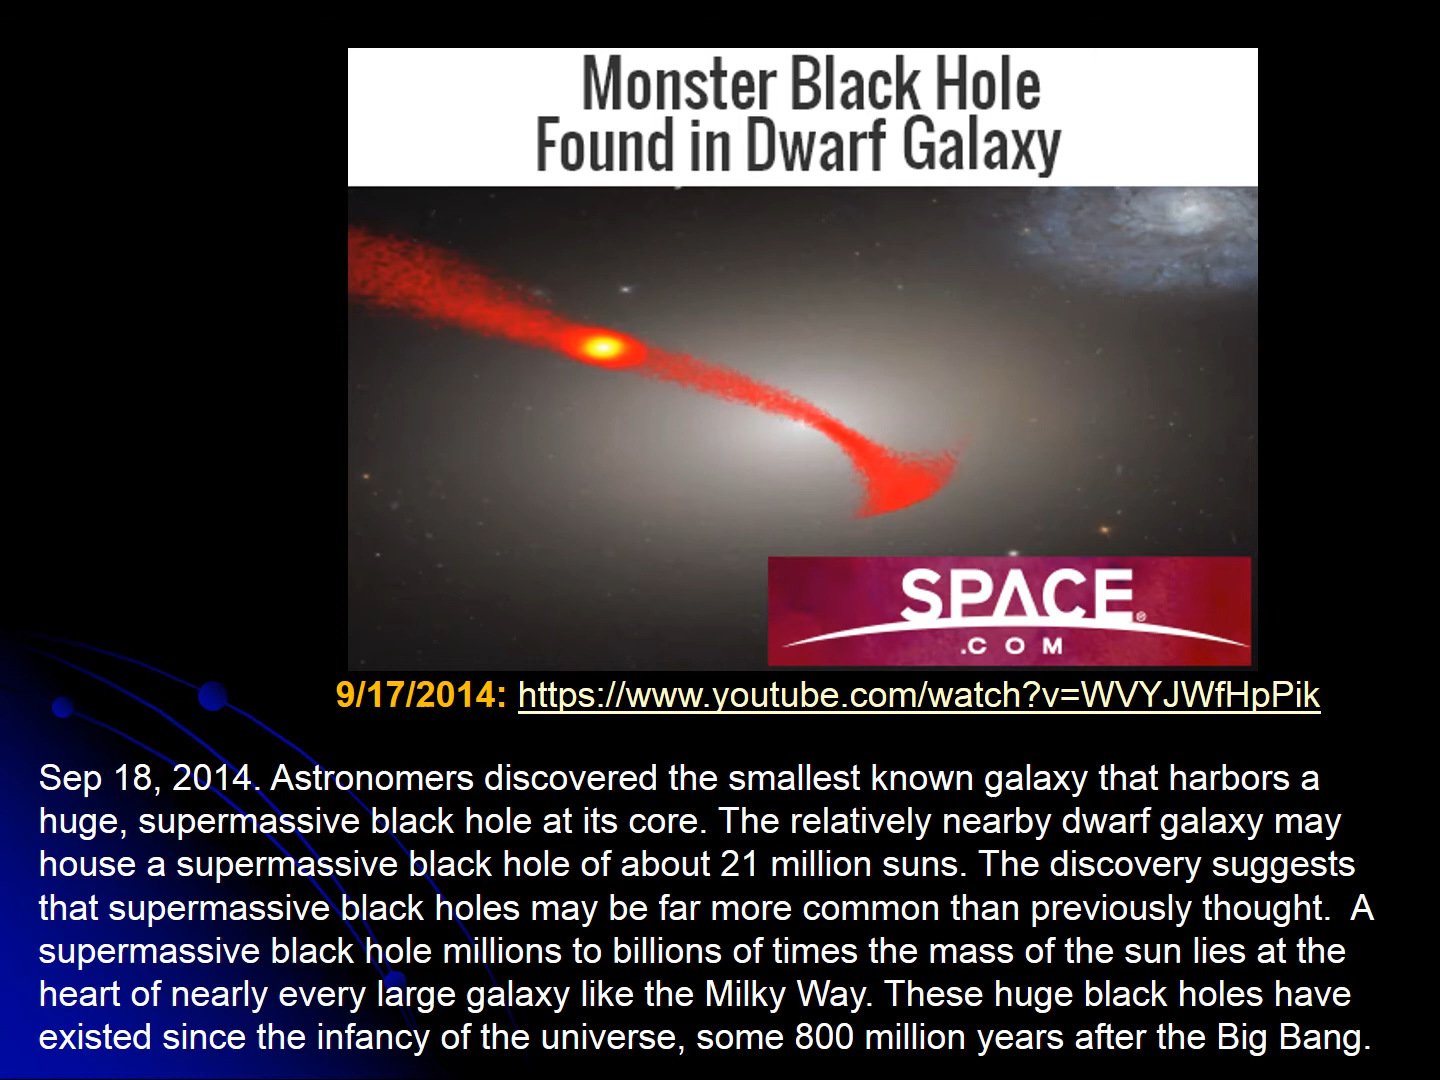 Monster Black Hole
Found in Dwarf Galaxy
SPACE®
.COM
9/17/2014: https://www.youtube.com/watch?v=WVYJWfHpPik
Sep 18, 2014. Astronomers discovered the smallest known galaxy that harbors a
huge, supermassive black hole at its core. The relatively nearby dwarf galaxy may
house a supermassive black hole of about 21 million suns. The discovery suggests
that supermassive black holes may be far more common than previously thought.  A
supermassive black hole millions to billions of times the mass of the sun lies at the
heart of nearly every large galaxy like the Milky Way. These huge black holes have
existed since the infancy of the universe, some 800 million years after the Big Bang.